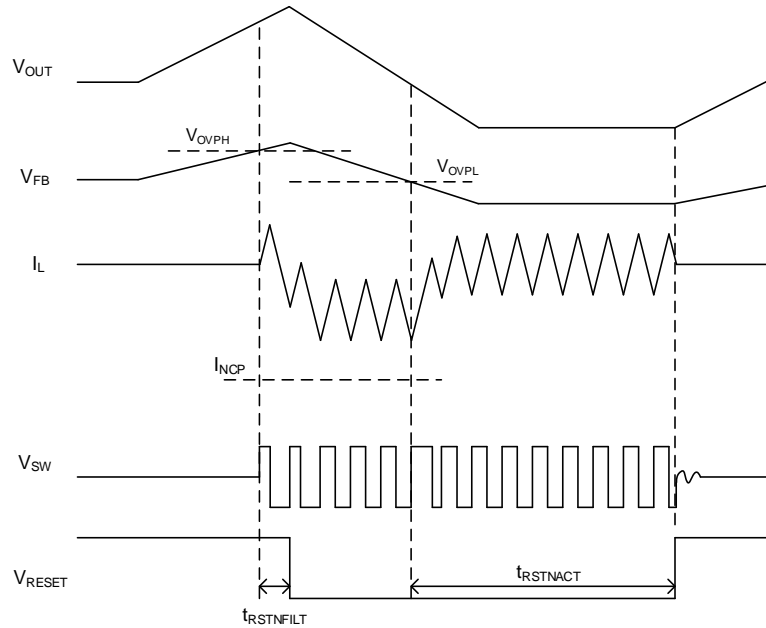 VOUT
VOVPH
VOVPL
VFB
IL
INCP
VSW
VRESET
tRSTNACT
tRSTNFILT